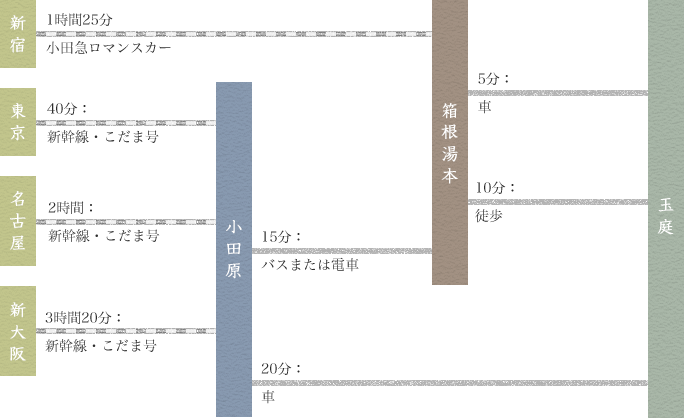 新宿
1時間25分
小田急ロマンスカー
東京
40分：
新幹線・こだま号
名古屋
2時間：
新幹線・こだま号
新大阪
3時間20分：
新幹線・こだま号
小田原
15分：
バスまたは電車
20分：
車
箱根湯本
5分：
車
10分：
徒歩
玉庭